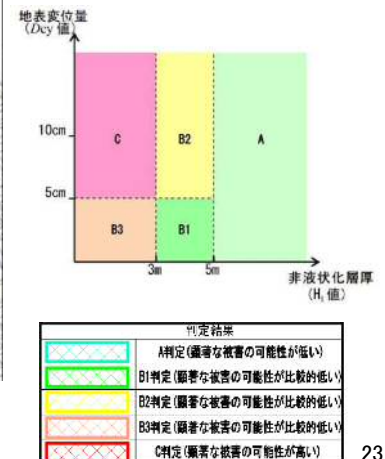 地表変位量
(Dcy 値)
10cm
C
B2
A
5cm
B3
B1
3m
5m
非液状化層厚
(H₁ 値)
判定結果
A判定(顕著な被害の可能性が低い)
B1判定(顕著な被害の可能性が比較的低い)
B2判定(顕著な被害の可能性が比較的低い)
B3判定(顕著な被害の可能性が比較的低い)
C判定(顕著な被害の可能性が高い)
23